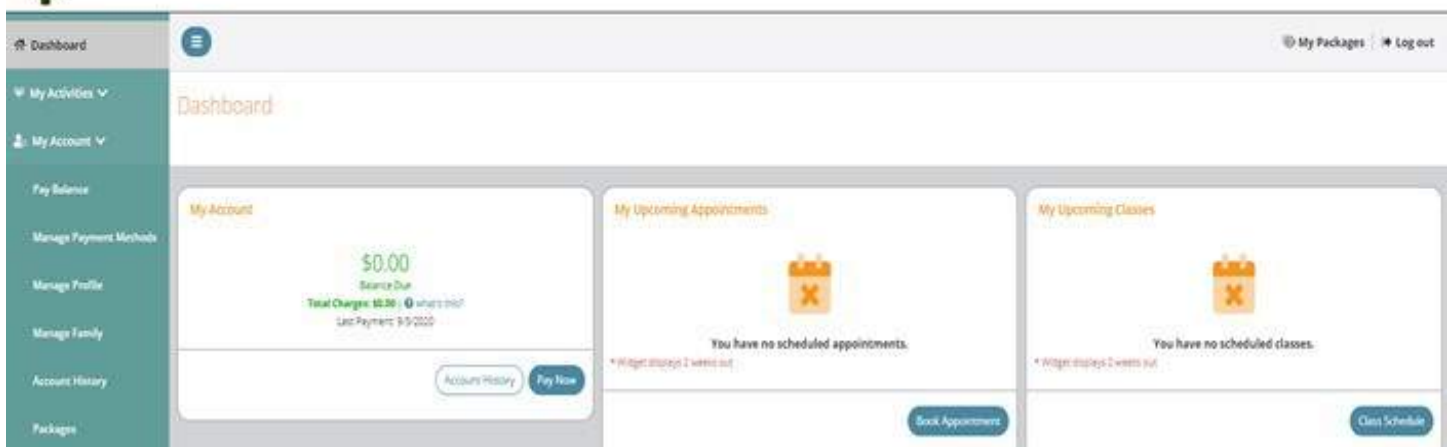 Dashboard
My Packages
Log out
My Activities
Dashboard
My Account
Pay Balance
Manage Payment Methods
Manage Profile
Manage Family
Account History
Packages
My Account
$0.00
Balance Due
Total Charges: $0.00 | what's this?
Last Payment: 9/5/2020
Account History
Pay Now
My Upcoming Appointments
You have no scheduled appointments.
* Widget displays 2 weeks out
Book Appointment
My Upcoming Classes
You have no scheduled classes.
* Widget displays 2 weeks out
Class Schedule